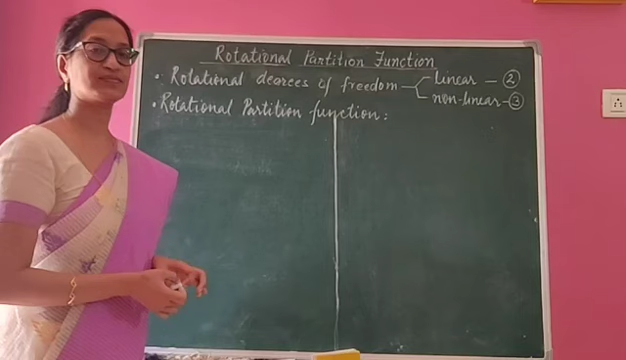 Rotational Partition Function
• Rotational degrees of freedom linear – 2
non-linear – 3
• Rotational Partition function: